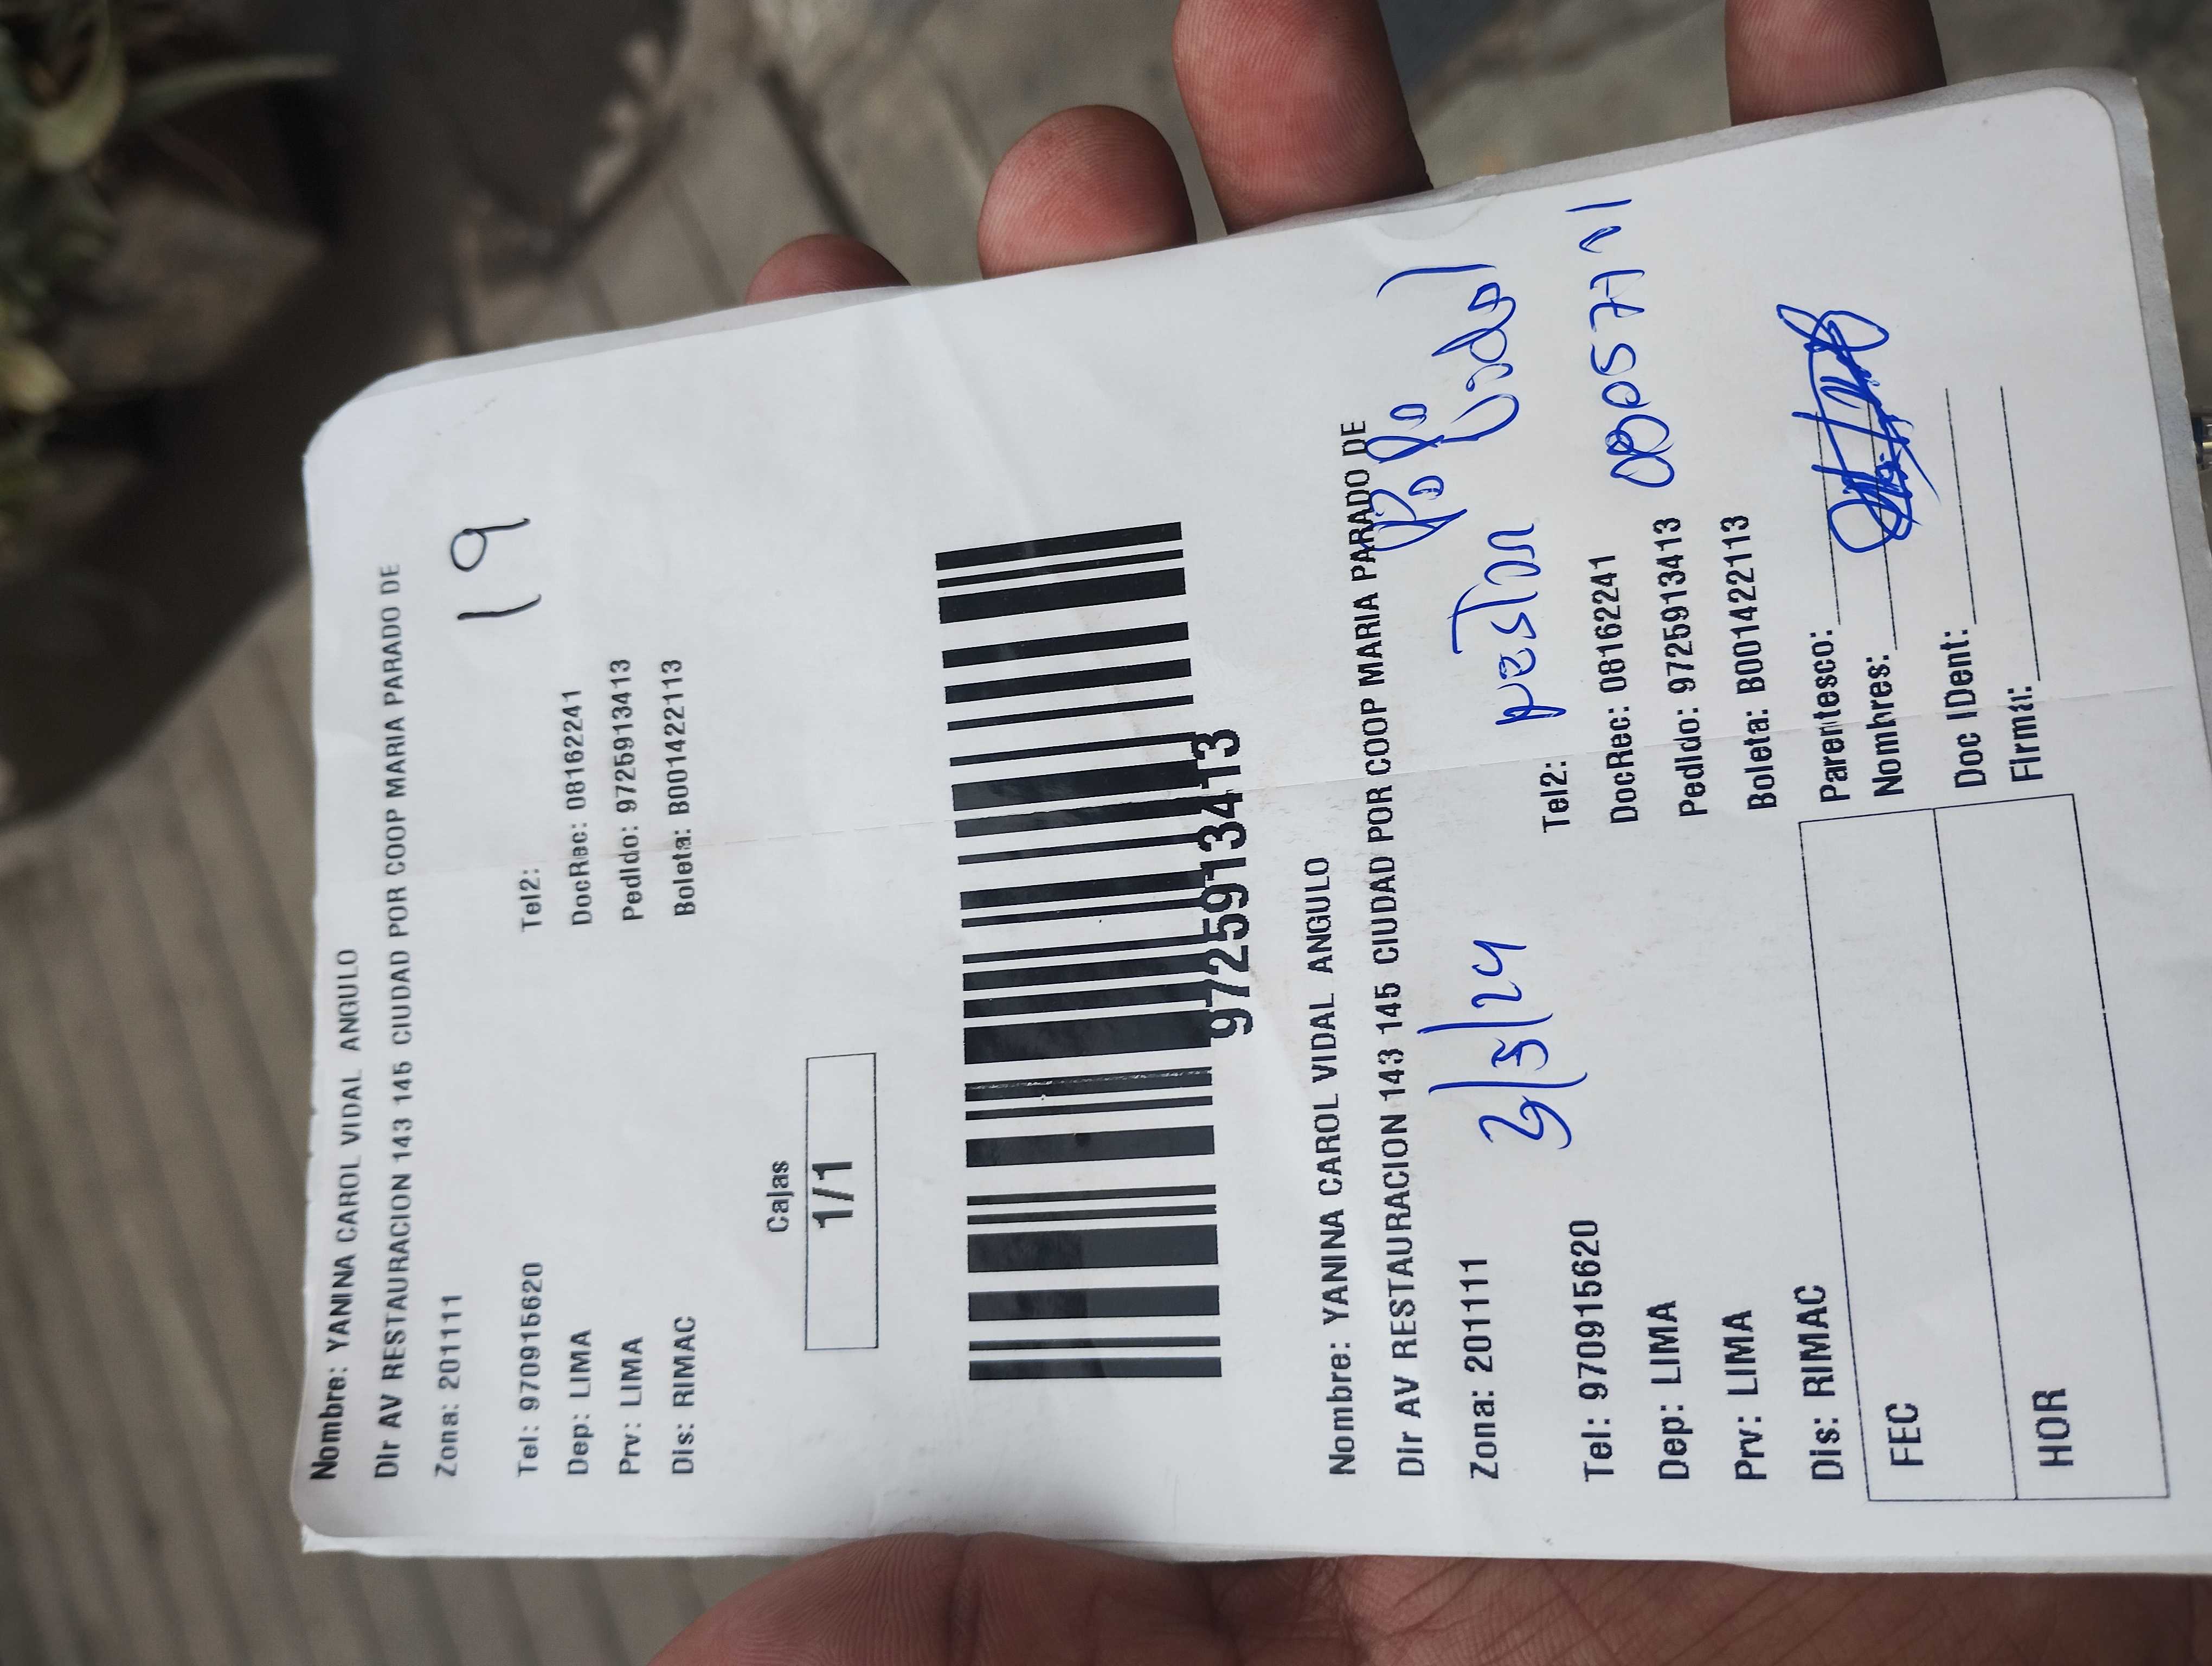 Nombre: YANINA CAROL VIDAL ANGULO
Dir AV RESTAURACION 143 145 CIUDAD POR COOP MARIA PARADO DE
Zona: 201111
19
Tel: 970915620 Tel2:
Dep: LIMA DocRec: 08162241
Prv: LIMA Pedido: 9725913413
Dis: RIMAC Boleta: B001422113
Cajas
1/1
9725913413
Nombre: YANINA CAROL VIDAL ANGULO
Dir AV RESTAURACION 143 145 CIUDAD POR COOP MARIA PARADO DE
Zona: 201111
Tel: 970915620 Tel2:
Dep: LIMA DocRec: 08162241
Prv: LIMA Pedido: 9725913413
Dis: RIMAC Boleta: B001422113
FEC Parentesco:
Nombres:
HOR Doc IDent:
Firma: